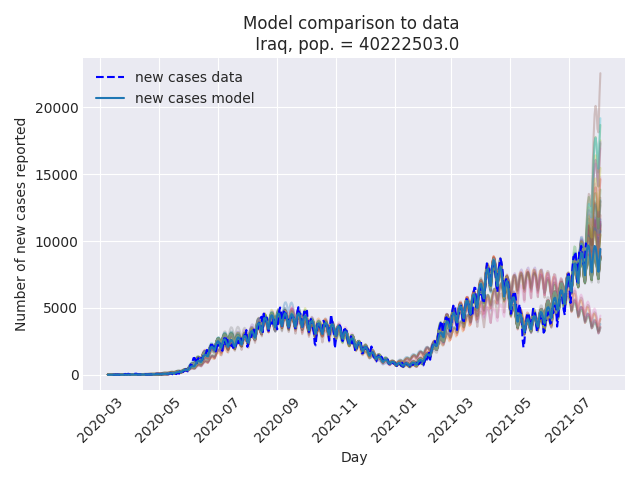 Model comparison to data
Iraq, pop. = 40222503.0
new cases data
new cases model
Number of new cases reported
20000
15000
10000
5000
0
2020-03
2020-05
2020-07
2020-09
2020-11
2021-01
2021-03
2021-05
2021-07
Day